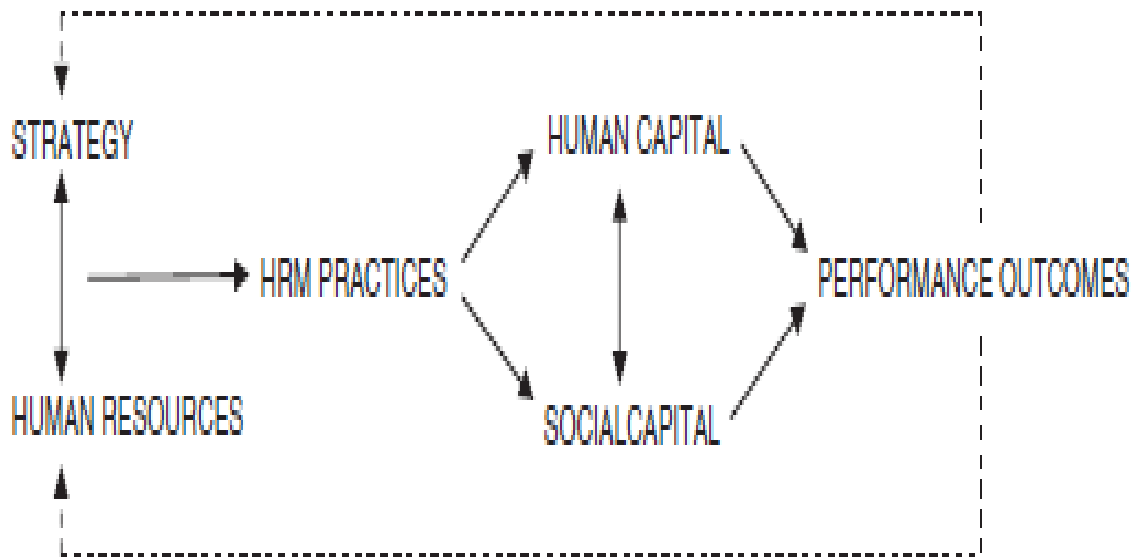 STRATEGY
HUMAN CAPITAL
HRM PRACTICES
PERFORMANCE OUTCOMES
HUMAN RESOURCES
SOCIALCAPITAL